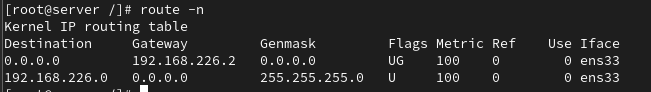 [root@server /]# route -n
Kernel IP routing table
Destination     Gateway         Genmask         Flags Metric Ref    Use Iface
0.0.0.0         192.168.226.2   0.0.0.0         UG    100    0        0 ens33
192.168.226.0   0.0.0.0         255.255.255.0   U     100    0        0 ens33